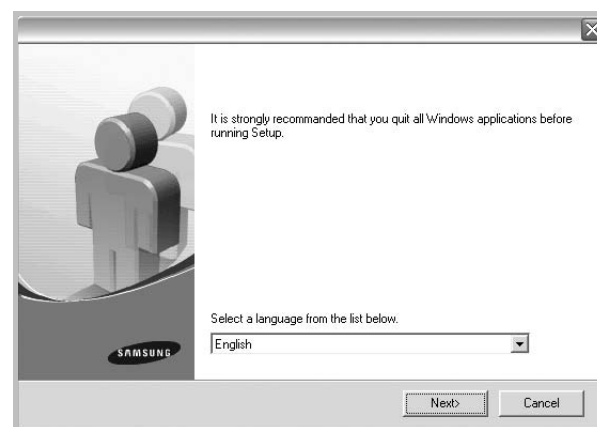 It is strongly recommanded that you quit all Windows applications before
running Setup.
Select a language from the list below.
English
SAMSUNG
Next>
Cancel